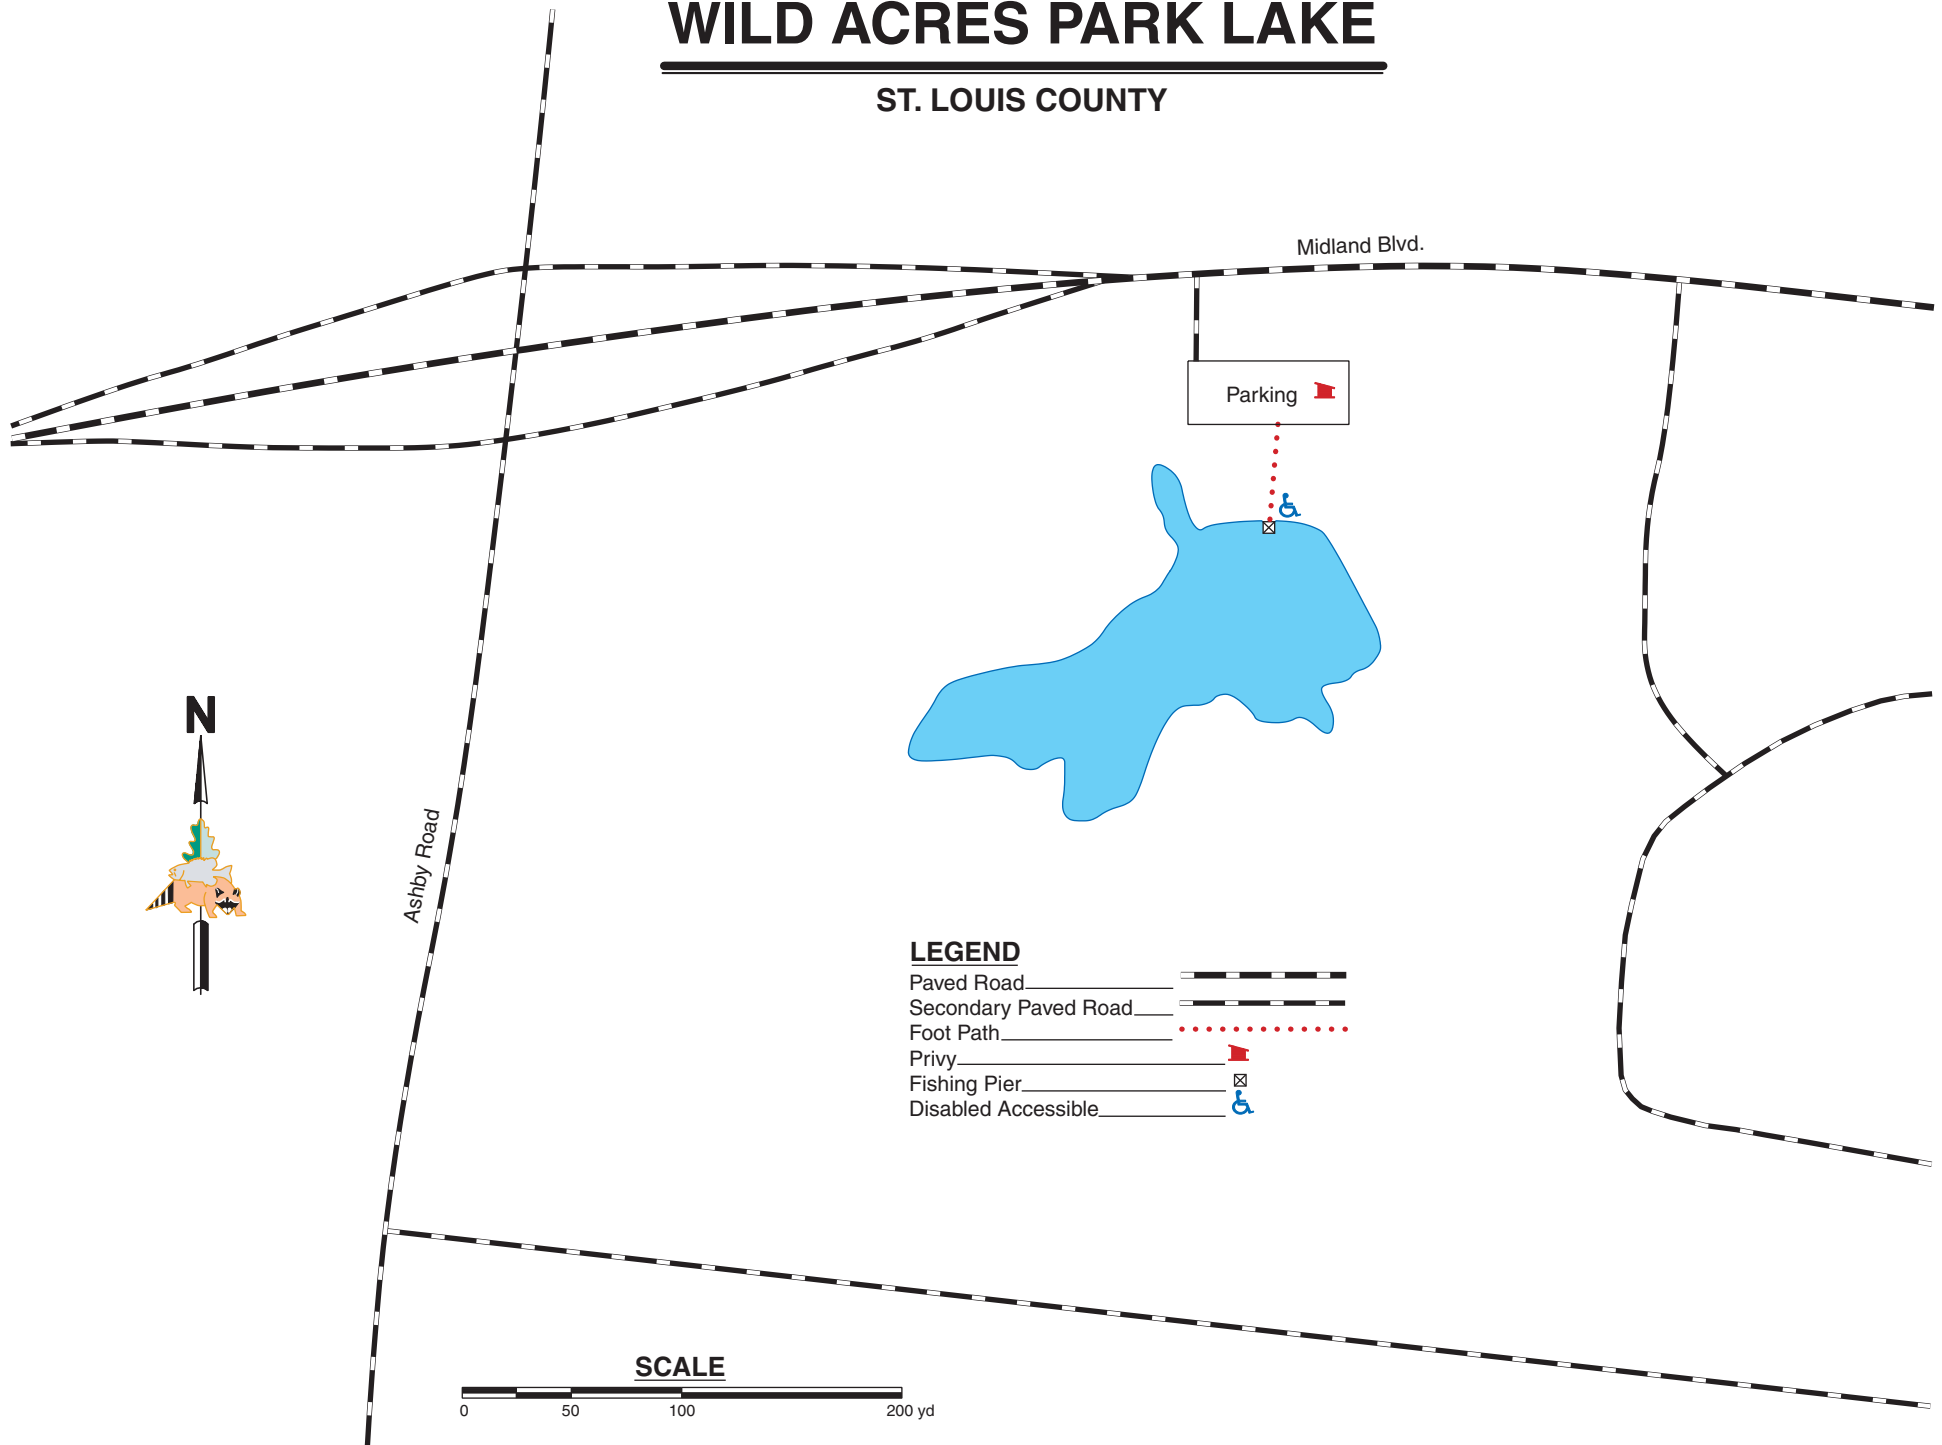 WILD ACRES PARK LAKE
ST. LOUIS COUNTY
Midland Blvd.
Parking
N
Ashby Road
LEGEND
Paved Road
Secondary Paved Road
Foot Path
Privy
Fishing Pier
Disabled Accessible
SCALE
0 50 100 200 yd